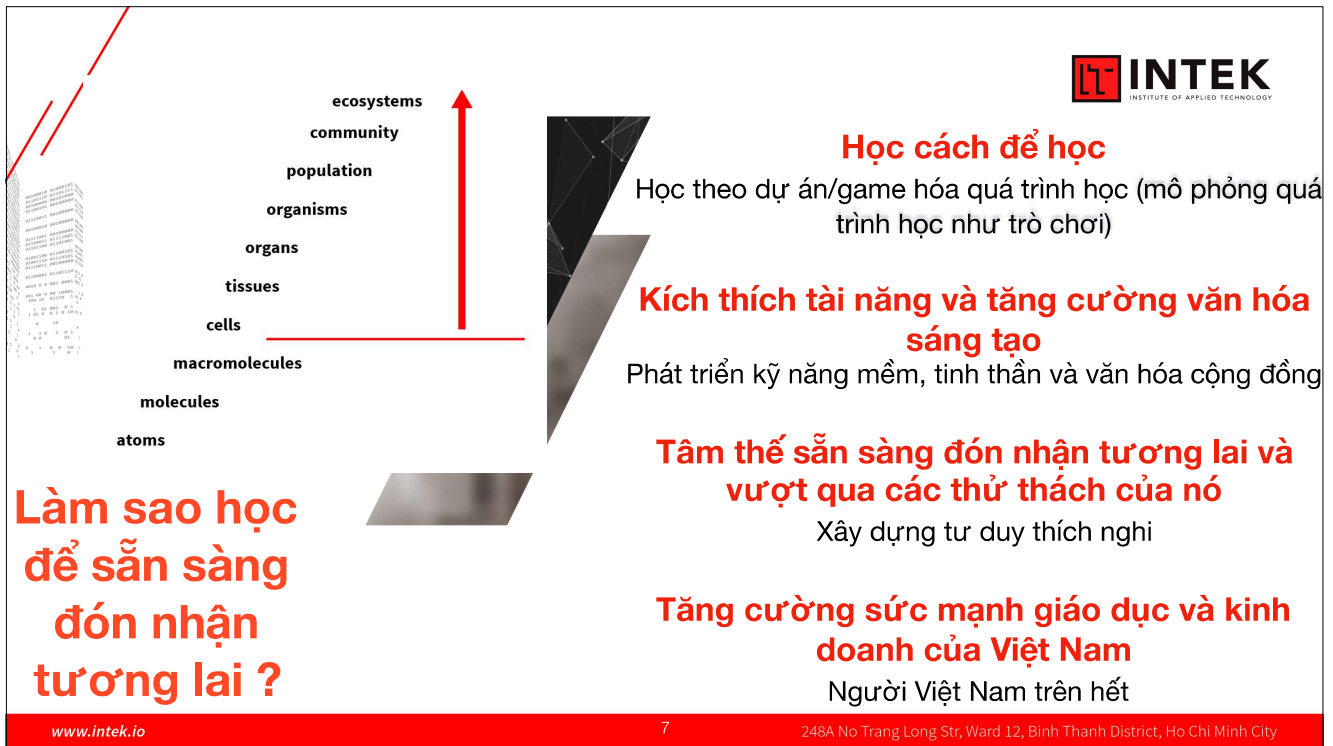 INTEK
INSTITUTE OF APPLIED TECHNOLOGY
ecosystems
community
population
organisms
organs
tissues
cells
macromolecules
molecules
atoms
Làm sao học
để sẵn sàng
đón nhận
tương lai ?
Học cách để học
Học theo dự án/game hóa quá trình học (mô phỏng quá
trình học như trò chơi)
Kích thích tài năng và tăng cường văn hóa
sáng tạo
Phát triển kỹ năng mềm, tinh thần và văn hóa cộng đồng
Tâm thế sẵn sàng đón nhận tương lai và
vượt qua các thử thách của nó
Xây dựng tư duy thích nghi
Tăng cường sức mạnh giáo dục và kinh
doanh của Việt Nam
Người Việt Nam trên hết
www.intek.io
7
248A No Trang Long Str, Ward 12, Binh Thanh District, Ho Chi Minh City